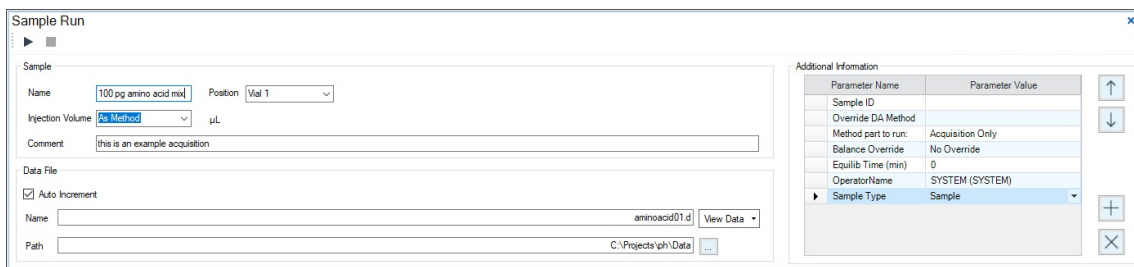 Sample Run
Sample
Name 100 pg amino acid mix Position Vial 1
Injection Volume As Method µL
Comment this is an example acquisition
Data File
Auto Increment
Name aminoacid01.d View Data
Path C:\Projects\ph\Data ...
Additional Information
Parameter Name Parameter Value
Sample ID
Override DA Method
Method part to run: Acquisition Only
Balance Override No Override
Equilib Time (min) 0
OperatorName SYSTEM (SYSTEM)
Sample Type Sample